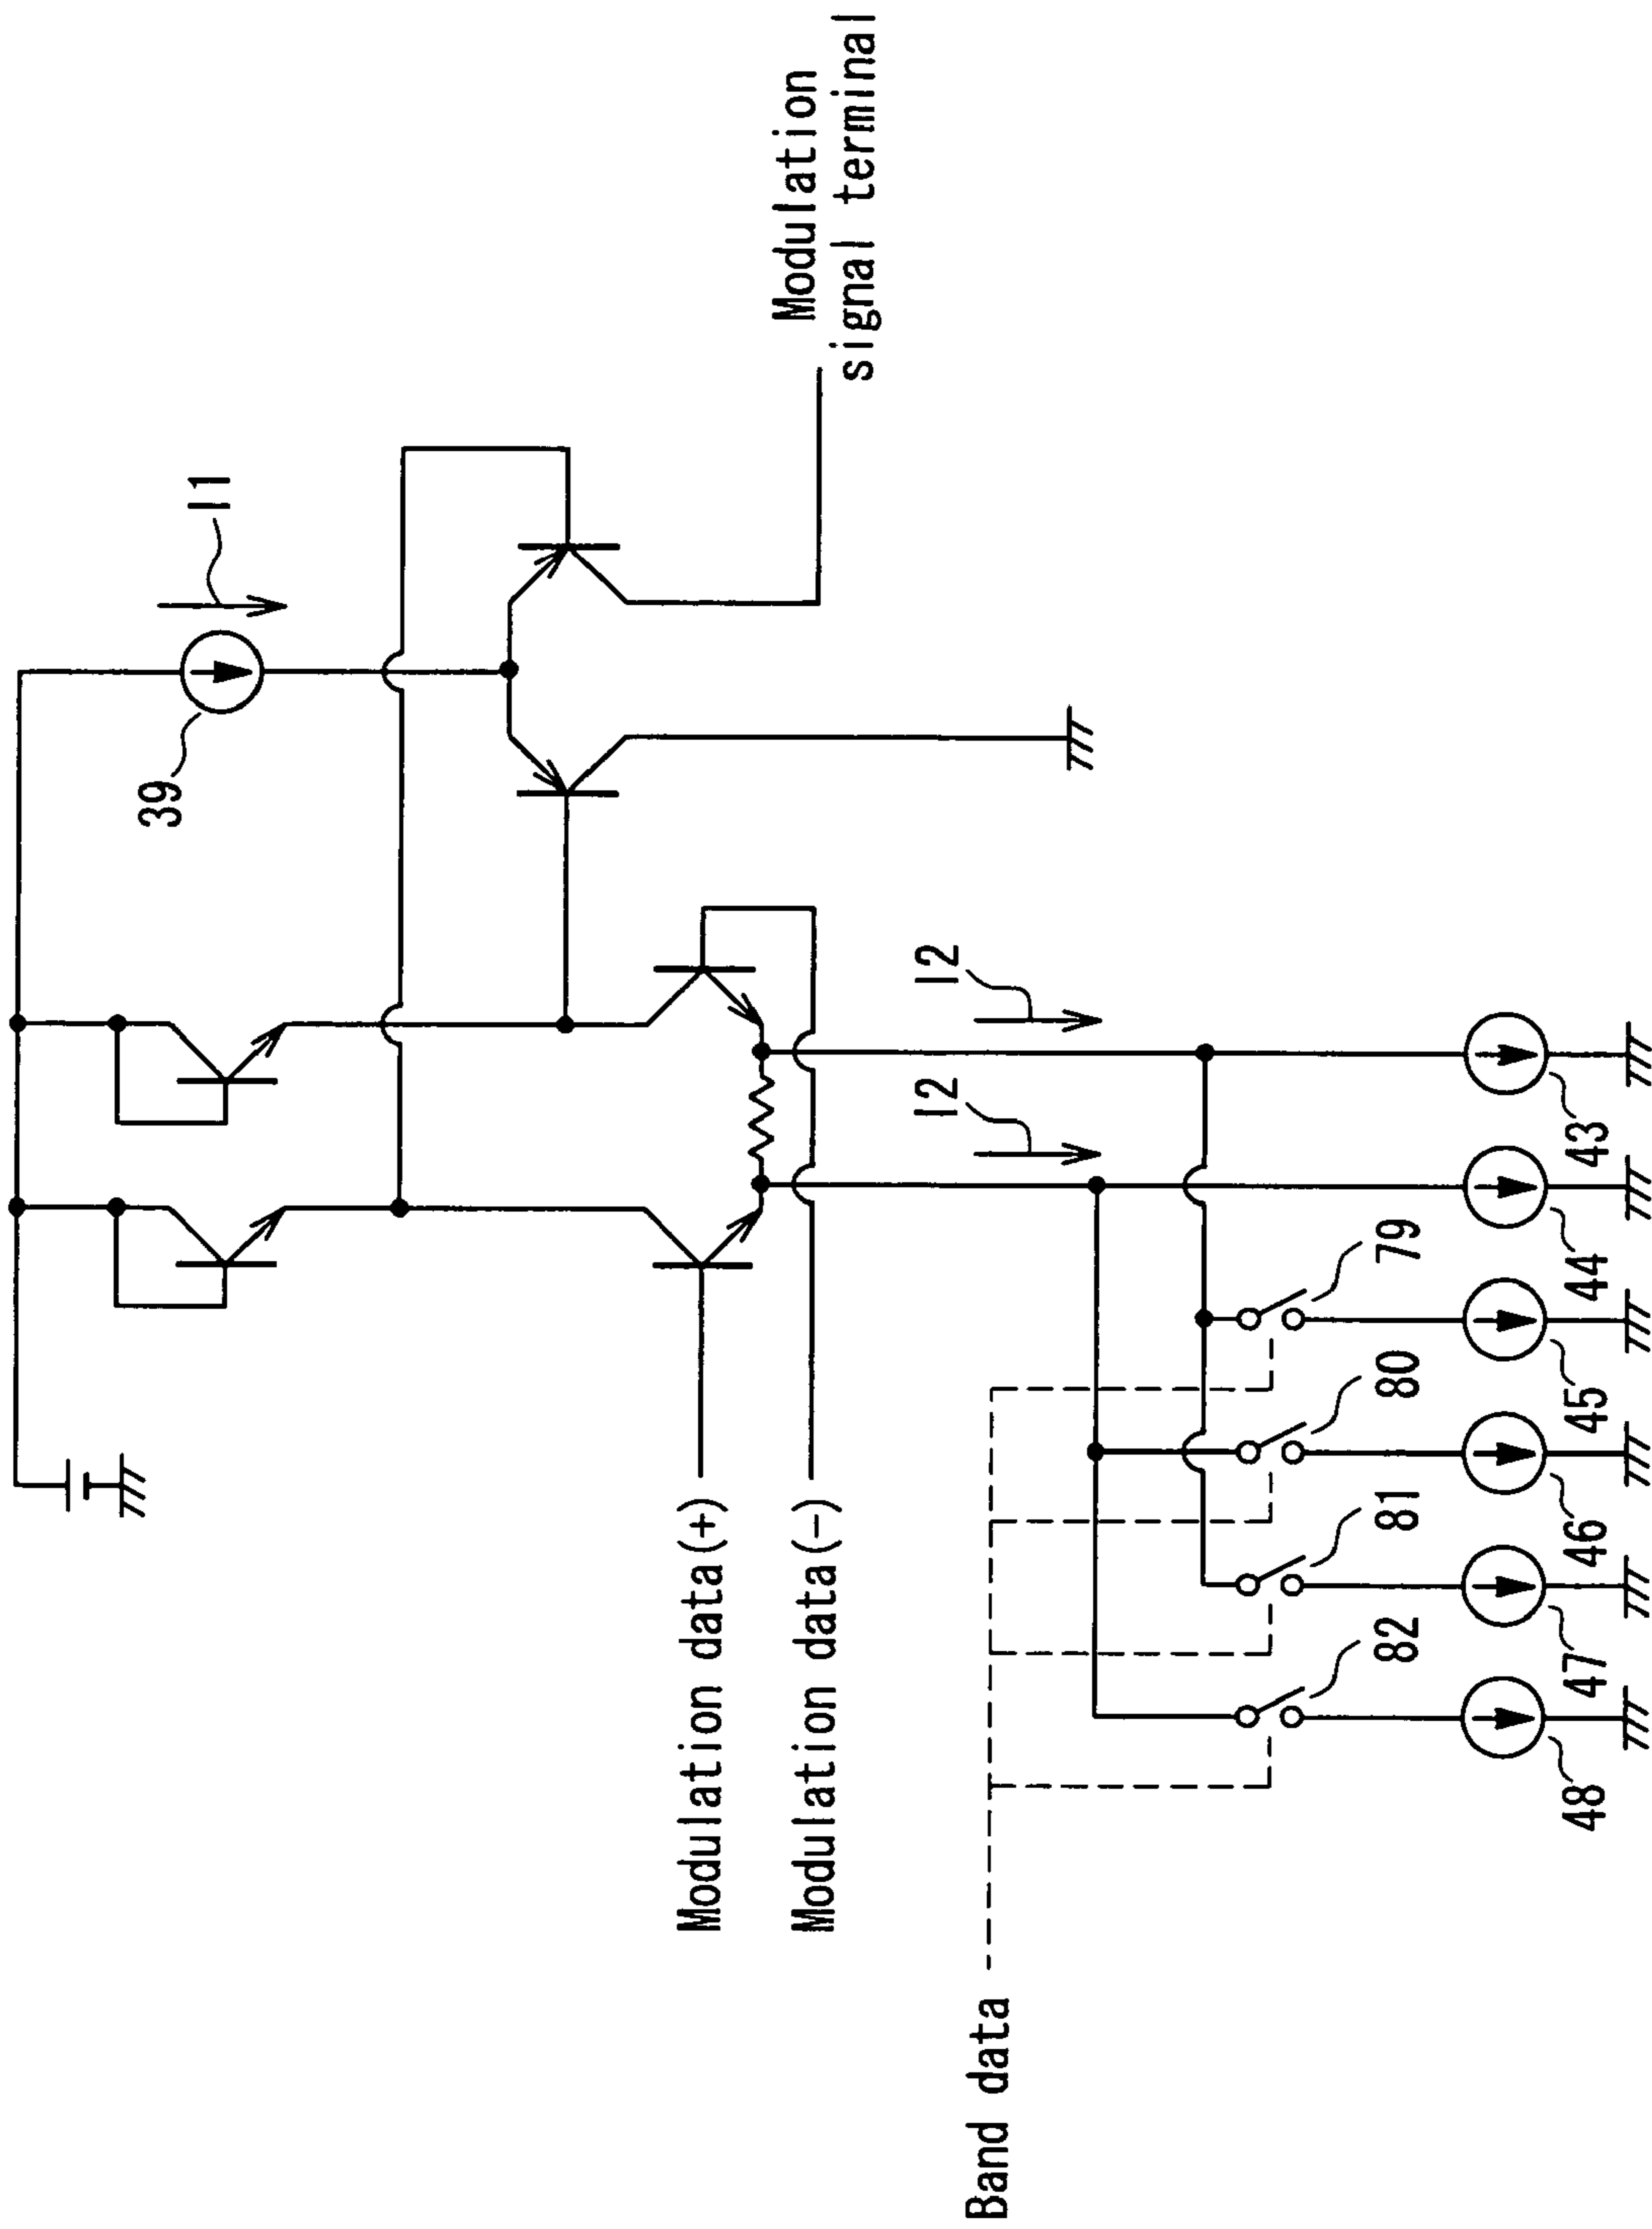 39
I1
Modulation data(+)
Modulation
signal terminal
Modulation data(-)
I2
I2
Band data
82
81
80
79
48
47
46
45
44
43